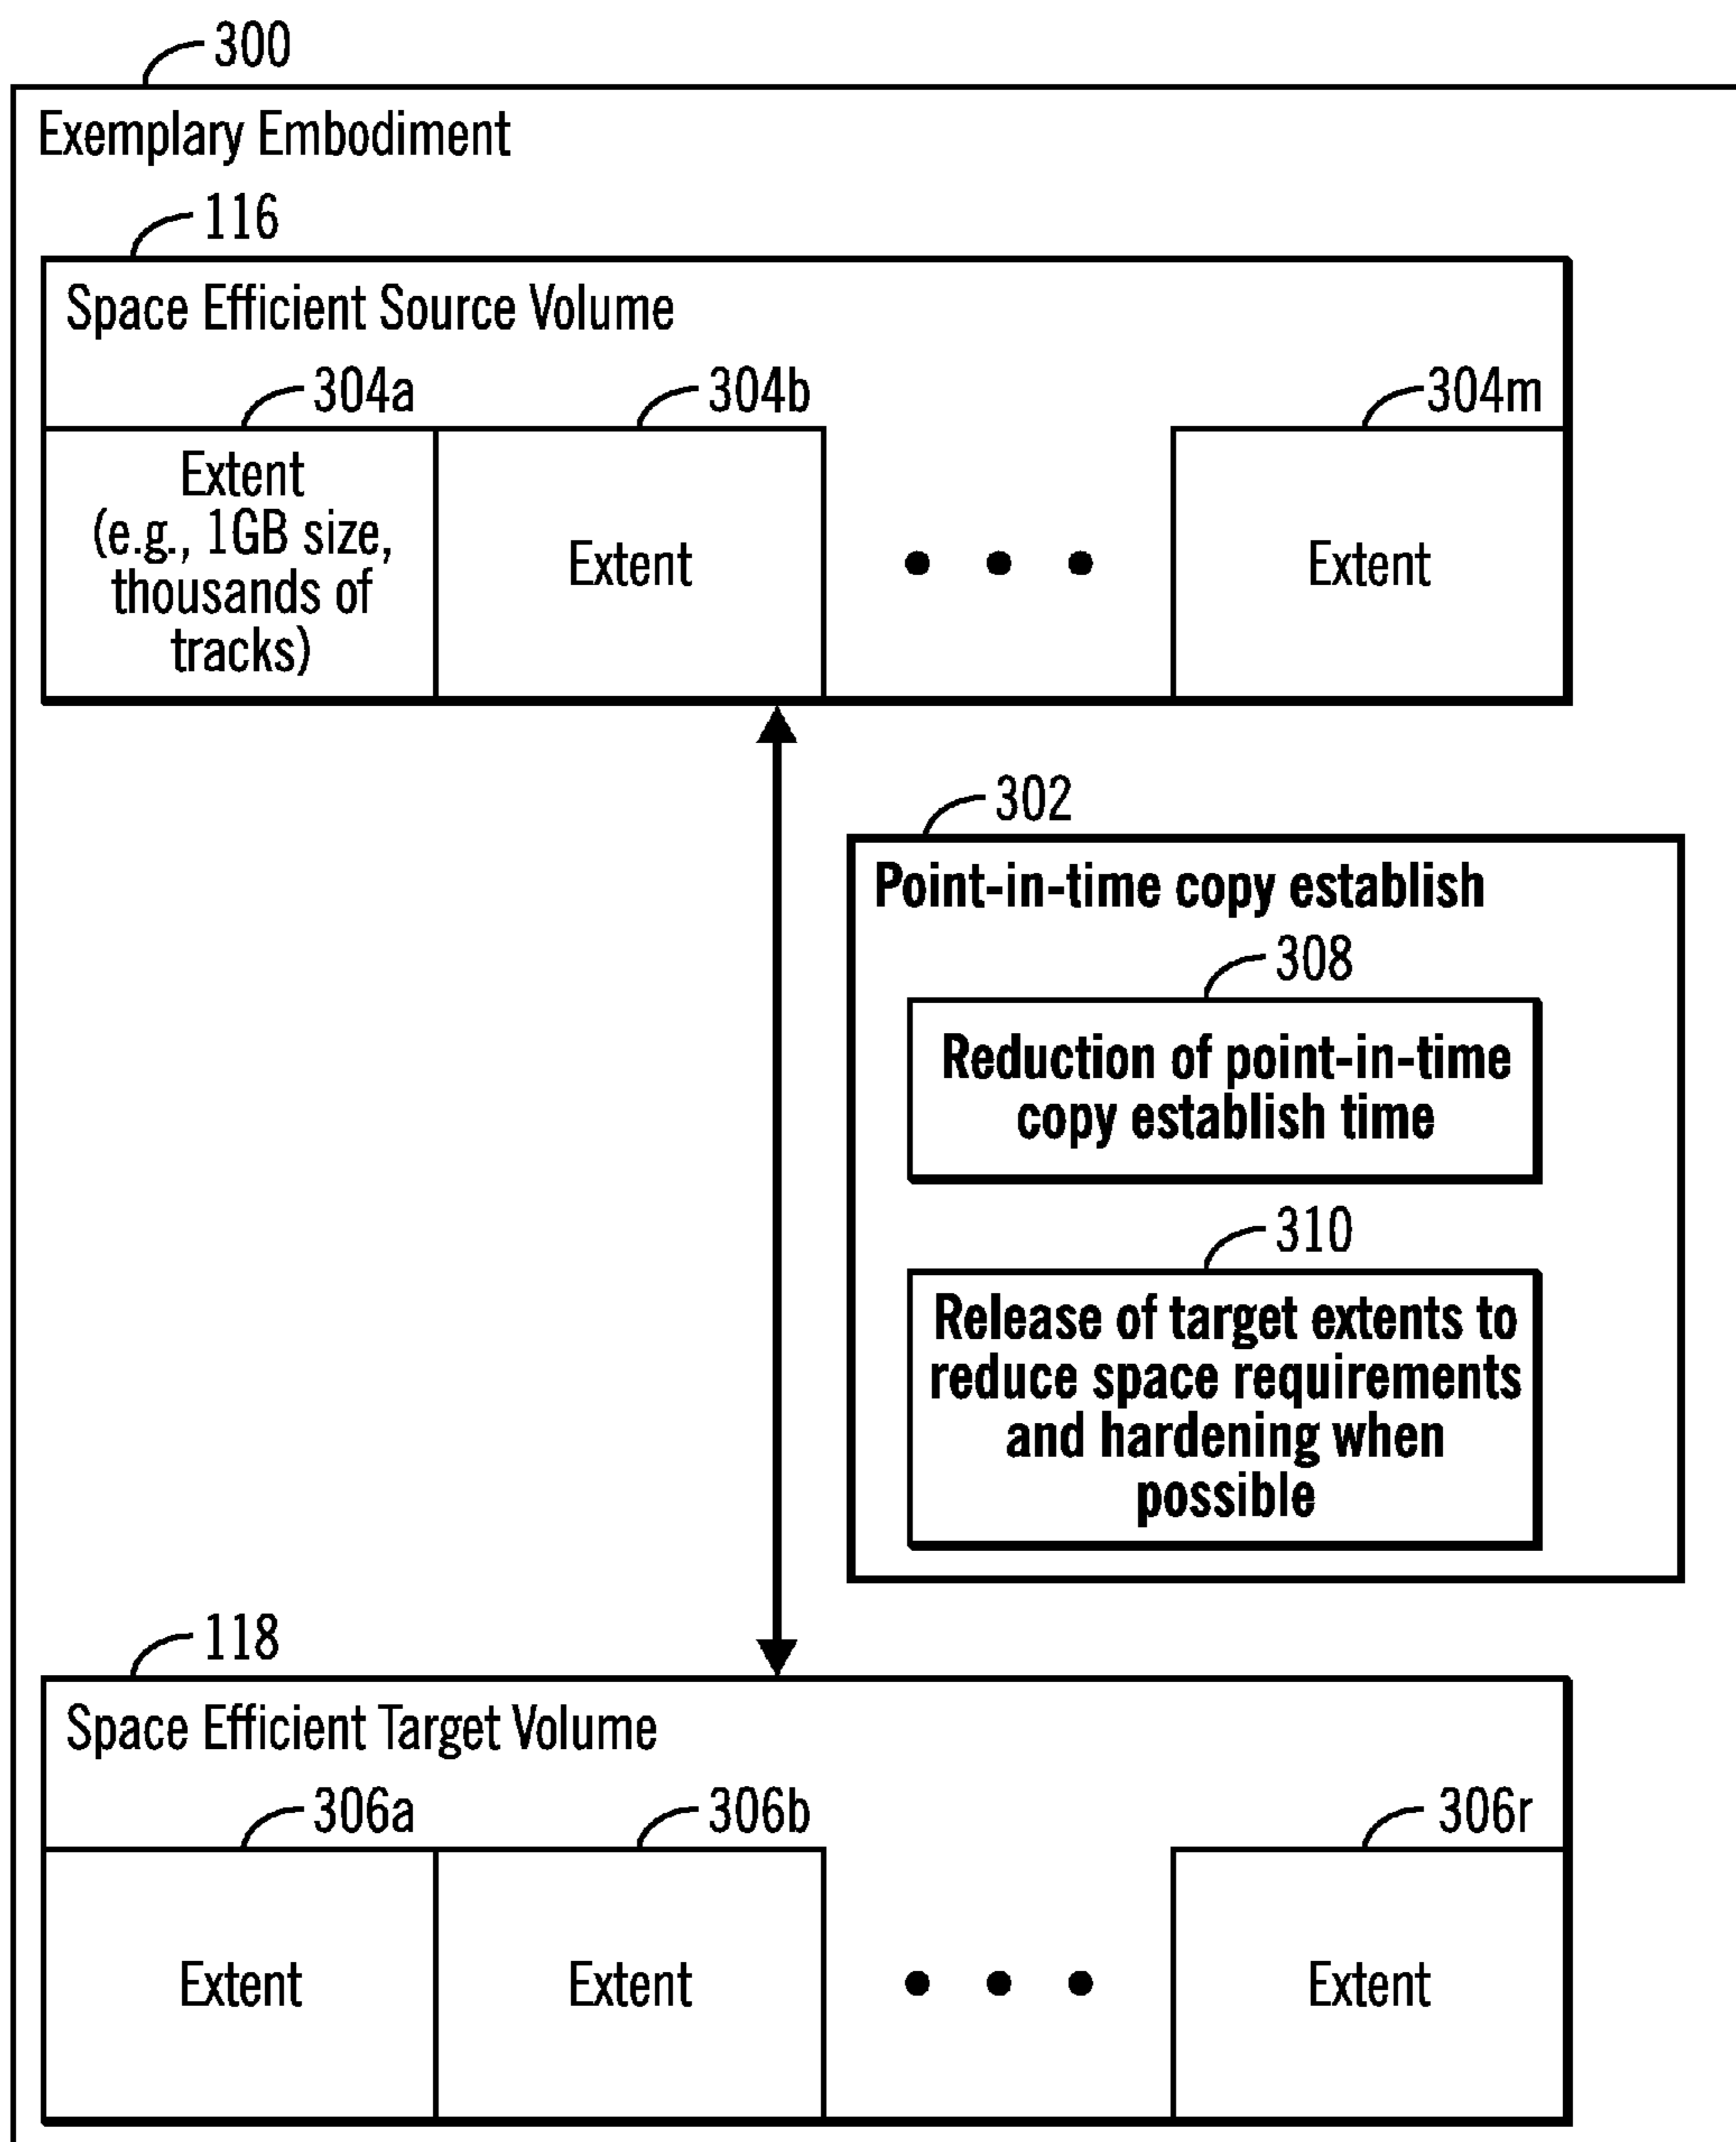 300
Exemplary Embodiment
116
Space Efficient Source Volume
304a
304b
304m
Extent
(e.g., 1GB size,
thousands of
tracks)
Extent
Extent
302
Point-in-time copy establish
308
Reduction of point-in-time
copy establish time
310
Release of target extents to
reduce space requirements
and hardening when
possible
118
Space Efficient Target Volume
306a
306b
306r
Extent
Extent
Extent